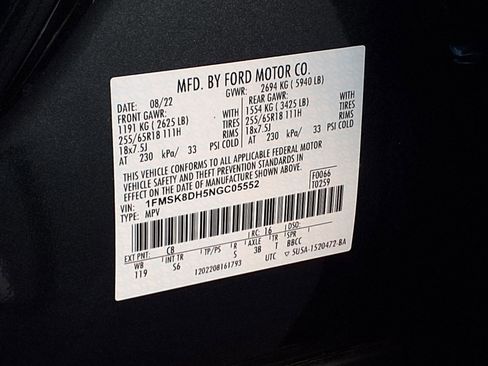 MFD. BY FORD MOTOR CO.
DATE: 08/22 GVWR: 2694 KG ( 5940 LB)
FRONT GAWR: REAR GAWR:
1191 KG ( 2625 LB) WITH 1554 KG ( 3425 LB) WITH
255/65R18 111H TIRES 255/65R18 111H TIRES
18x7.5J RIMS 18x7.5J RIMS
AT 230 kPa/ 33 PSI COLD AT 230 kPa/ 33 PSI COLD
THIS VEHICLE CONFORMS TO ALL APPLICABLE FEDERAL MOTOR
VEHICLE SAFETY AND THEFT PREVENTION STANDARDS IN
EFFECT ON THE DATE OF MANUFACTURE SHOWN ABOVE.
VIN: 1FMSK8DH5NGC05552 F0066
TYPE: MPV T0259
EXT PNT: C8 RC: 16 DSO:
WB INT TR TP/PS R AXLE TR SPR
119 S6 5 3B T BBCC
1202208161793 UTC ▽ 5U5A-1520472-BA